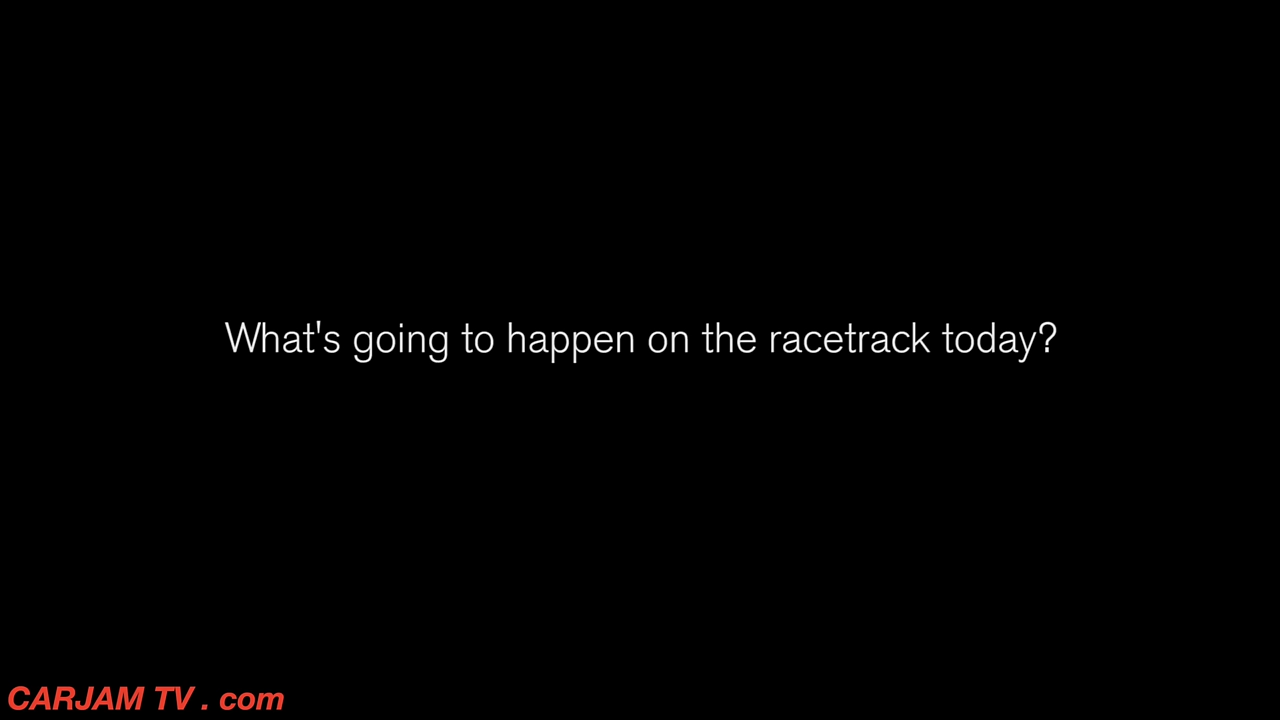 What's going to happen on the racetrack today?
CARJAM TV . com